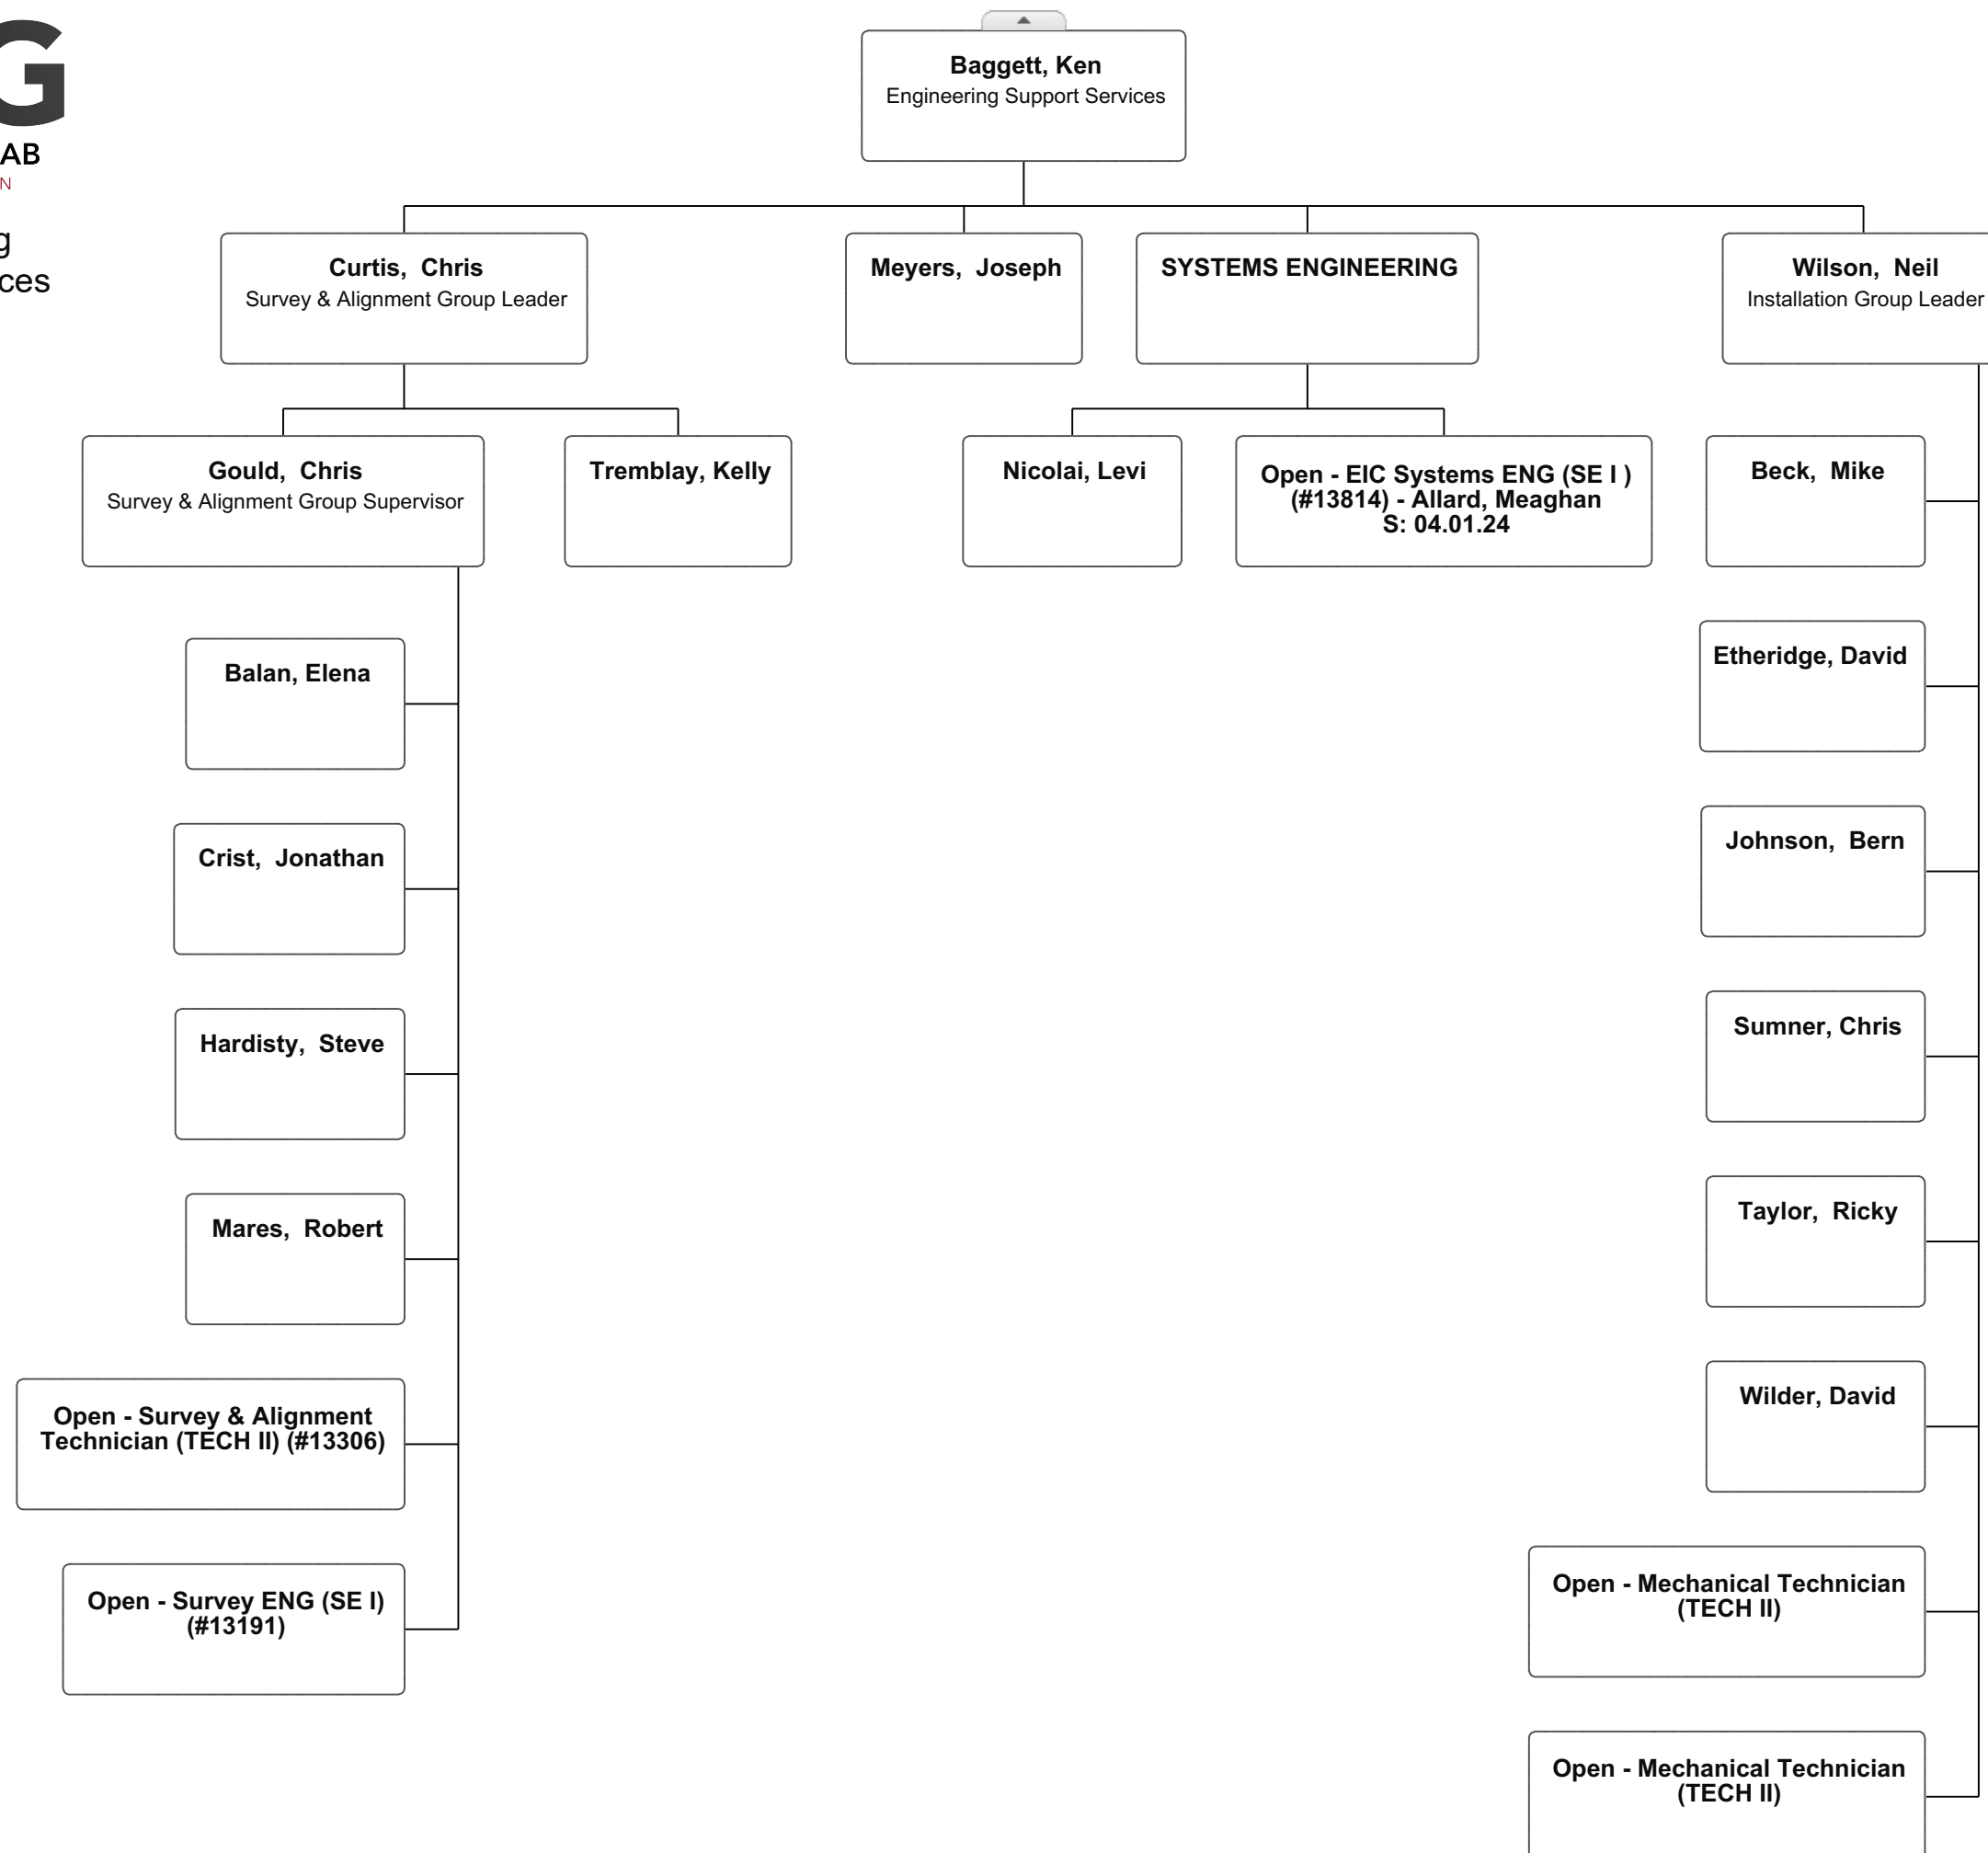 G
AB
N
g
ces
Baggett, Ken
Engineering Support Services
Curtis, Chris
Survey & Alignment Group Leader
Meyers, Joseph
SYSTEMS ENGINEERING
Wilson, Neil
Installation Group Leader
Gould, Chris
Survey & Alignment Group Supervisor
Tremblay, Kelly
Nicolai, Levi
Open - EIC Systems ENG (SE I )
(#13814) - Allard, Meaghan
S: 04.01.24
Beck, Mike
Balan, Elena
Etheridge, David
Crist, Jonathan
Johnson, Bern
Hardisty, Steve
Sumner, Chris
Mares, Robert
Taylor, Ricky
Open - Survey & Alignment
Technician (TECH II) (#13306)
Wilder, David
Open - Survey ENG (SE I)
(#13191)
Open - Mechanical Technician
(TECH II)
Open - Mechanical Technician
(TECH II)